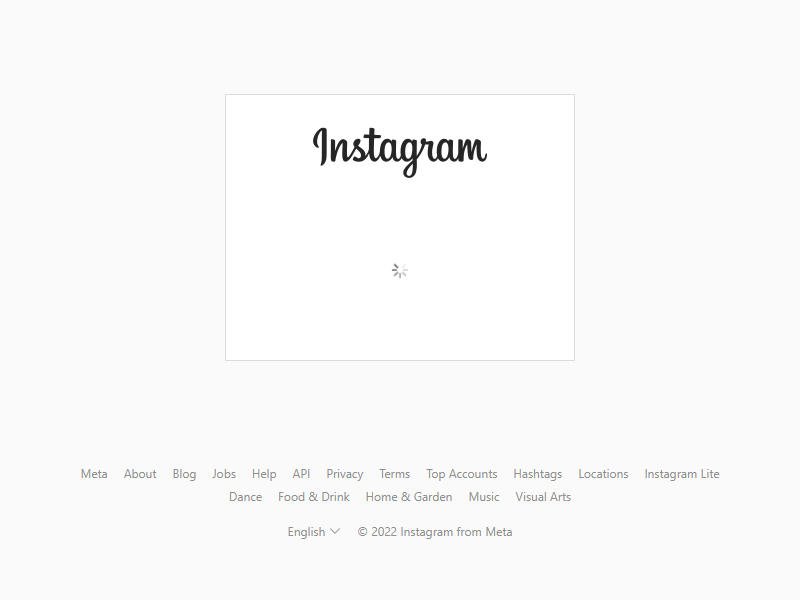 Instagram
Meta About Blog Jobs Help API Privacy Terms Top Accounts Hashtags Locations Instagram Lite
Dance Food & Drink Home & Garden Music Visual Arts
English © 2022 Instagram from Meta